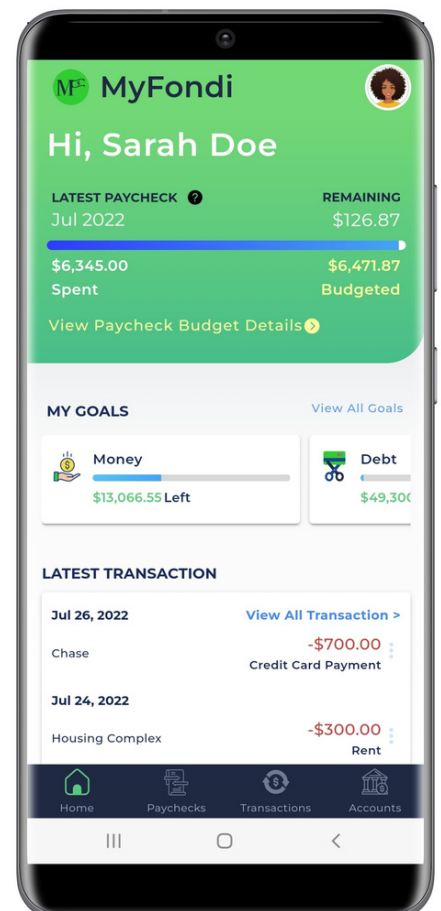 MF
MyFondi
Hi, Sarah Doe
LATEST PAYCHECK ?
REMAINING
Jul 2022
$126.87
$6,345.00
$6,471.87
Spent
Budgeted
View Paycheck Budget Details
MY GOALS
View All Goals
Money
Debt
$13,066.55 Left
$49,300
LATEST TRANSACTION
Jul 26, 2022
View All Transaction >
Chase
-$700.00
Credit Card Payment
Jul 24, 2022
Housing Complex
-$300.00
Rent
Home
Paychecks
Transactions
Accounts